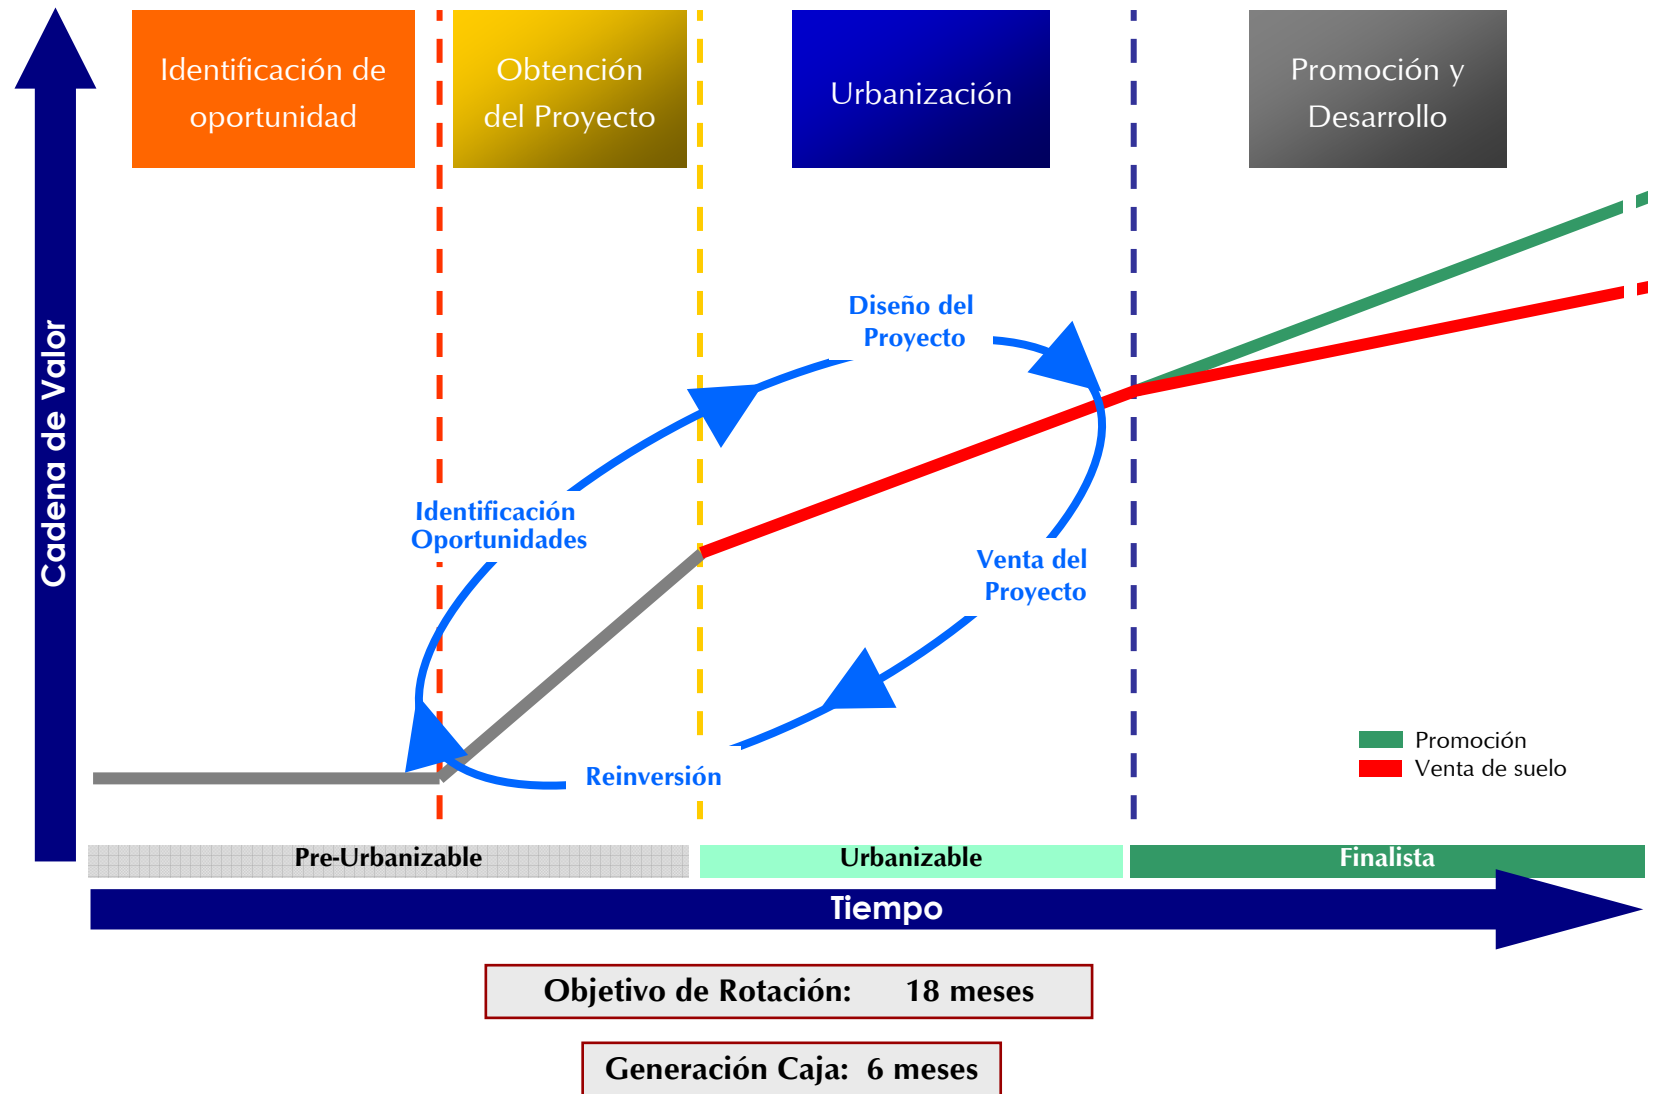 Identificación de
oportunidad
Obtención
del Proyecto
Urbanización
Promoción y
Desarrollo
Cadena de Valor
Diseño del
Proyecto
Identificación
Oportunidades
Venta del
Proyecto
Reinversión
Promoción
Venta de suelo
Pre-Urbanizable
Urbanizable
Finalista
Tiempo
Objetivo de Rotación: 18 meses
Generación Caja: 6 meses